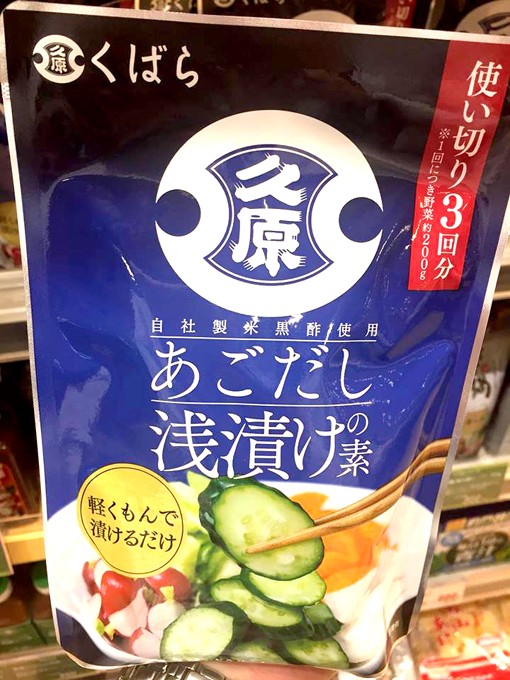 久原 くばら
使い切り3回分
※1回につき野菜約200g
久原
自社製米黒酢使用
あごだし
浅漬けの素
軽くもんで
漬けるだけ